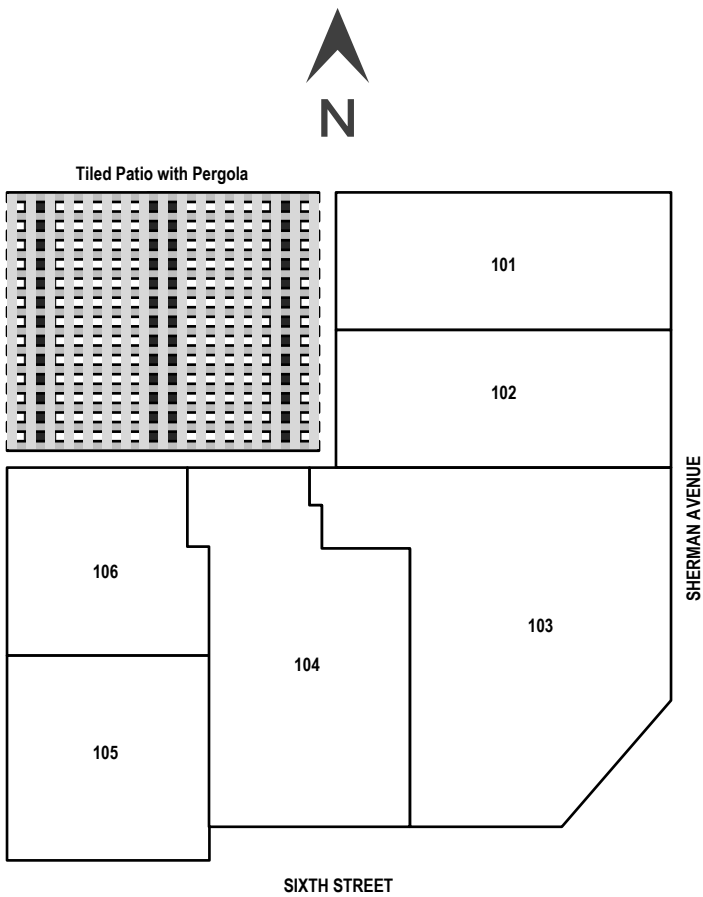 N
Tiled Patio with Pergola
101
102
SHERMAN AVENUE
106
103
104
105
SIXTH STREET